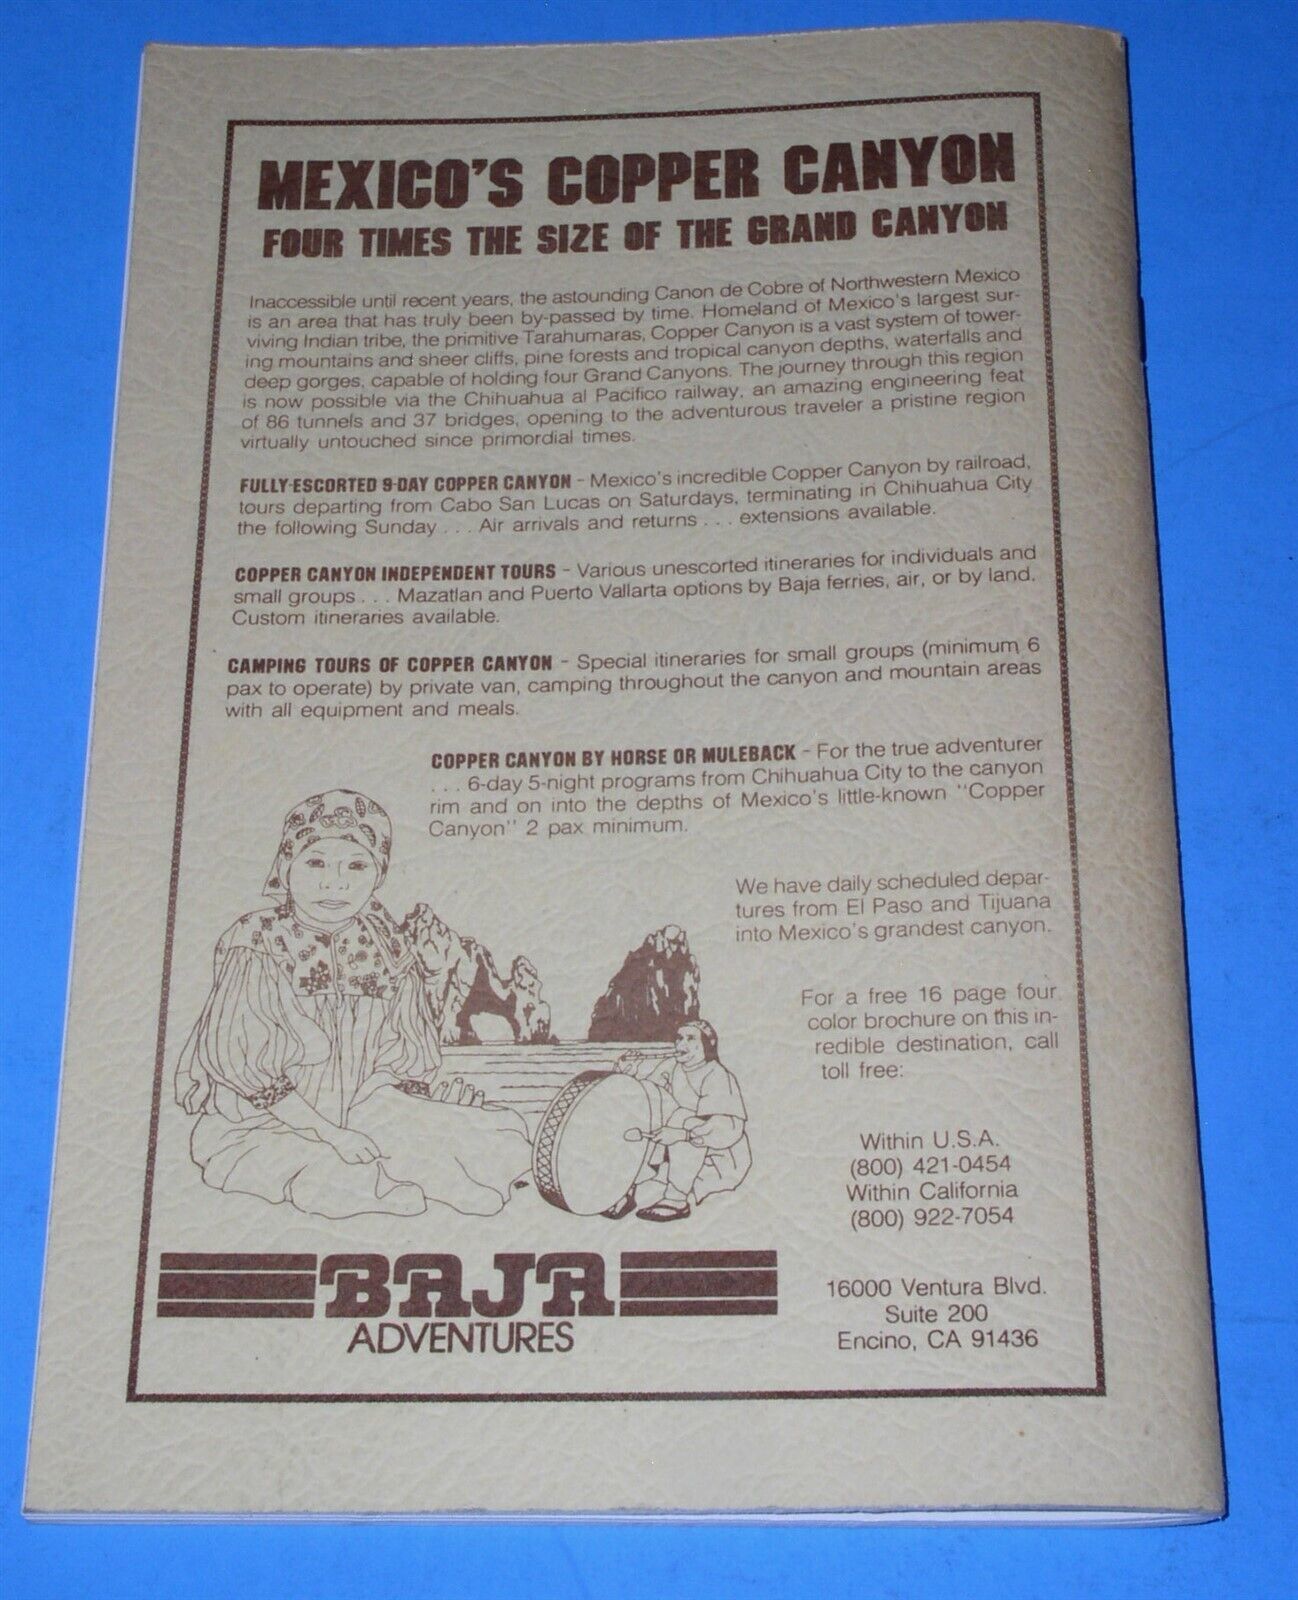 MEXICO'S COPPER CANYON
FOUR TIMES THE SIZE OF THE GRAND CANYON
Inaccessible until recent years, the astounding Canon de Cobre of Northwestern Mexico
is an area that has truly been by-passed by time. Homeland of Mexico's largest sur-
viving Indian tribe, the primitive Tarahumaras, Copper Canyon is a vast system of tower-
ing mountains and sheer cliffs, pine forests and tropical canyon depths, waterfalls and
deep gorges, capable of holding four Grand Canyons. The journey through this region
is now possible via the Chihuahua al Pacifico railway, an amazing engineering feat
of 86 tunnels and 37 bridges, opening to the adventurous traveler a pristine region
virtually untouched since primordial times.
FULLY-ESCORTED 9-DAY COPPER CANYON - Mexico's incredible Copper Canyon by railroad,
tours departing from Cabo San Lucas on Saturdays, terminating in Chihuahua City
the following Sunday . . . Air arrivals and returns . . . extensions available.
COPPER CANYON INDEPENDENT TOURS - Various unescorted itineraries for individuals and
small groups . . . Mazatlan and Puerto Vallarta options by Baja ferries, air, or by land.
Custom itineraries available.
CAMPING TOURS OF COPPER CANYON - Special itineraries for small groups (minimum 6
pax to operate) by private van, camping throughout the canyon and mountain areas
with all equipment and meals.
COPPER CANYON BY HORSE OR MULEBACK - For the true adventurer
. . . 6-day 5-night programs from Chihuahua City to the canyon
rim and on into the depths of Mexico's little-known "Copper
Canyon" 2 pax minimum.
We have daily scheduled depar-
tures from El Paso and Tijuana
into Mexico's grandest canyon.
For a free 16 page four
color brochure on this in-
redible destination, call
toll free:
Within U.S.A.
(800) 421-0454
Within California
(800) 922-7054
BAJA
ADVENTURES
16000 Ventura Blvd.
Suite 200
Encino, CA 91436